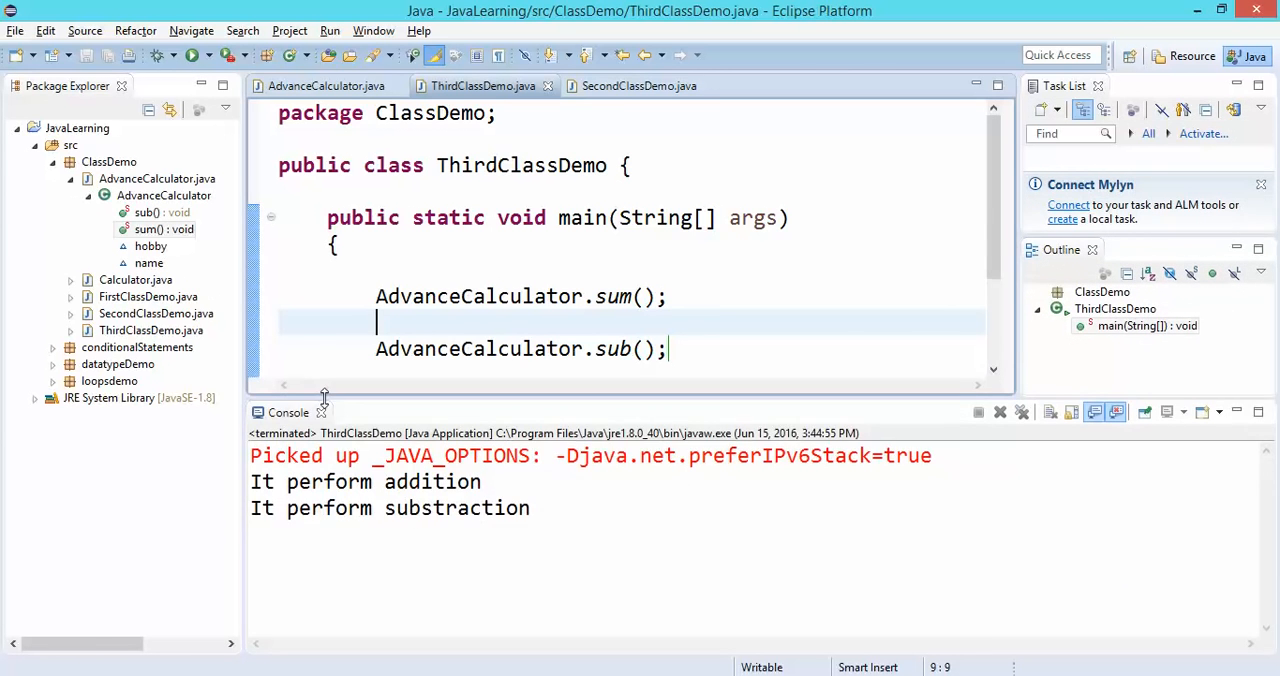 Java - JavaLearning/src/ClassDemo/ThirdClassDemo.java - Eclipse Platform
File Edit Source Refactor Navigate Search Project Run Window Help
Quick Access Resource Java
Package Explorer
JavaLearning
src
ClassDemo
AdvanceCalculator.java
AdvanceCalculator
sub() : void
sum() : void
hobby
name
Calculator.java
FirstClassDemo.java
SecondClassDemo.java
ThirdClassDemo.java
conditionalStatements
datatypeDemo
loopsdemo
JRE System Library [JavaSE-1.8]
AdvanceCalculator.java ThirdClassDemo.java SecondClassDemo.java
package ClassDemo;
public class ThirdClassDemo {
public static void main(String[] args)
{
AdvanceCalculator.sum();
AdvanceCalculator.sub();
Console
<terminated> ThirdClassDemo [Java Application] C:\Program Files\Java\jre1.8.0_40\bin\javaw.exe (Jun 15, 2016, 3:44:55 PM)
Picked up _JAVA_OPTIONS: -Djava.net.preferIPv6Stack=true
It perform addition
It perform substraction
Task List
Find All Activate...
Connect Mylyn
Connect to your task and ALM tools or
create a local task.
Outline
ClassDemo
ThirdClassDemo
main(String[]) : void
Writable Smart Insert 9 : 9